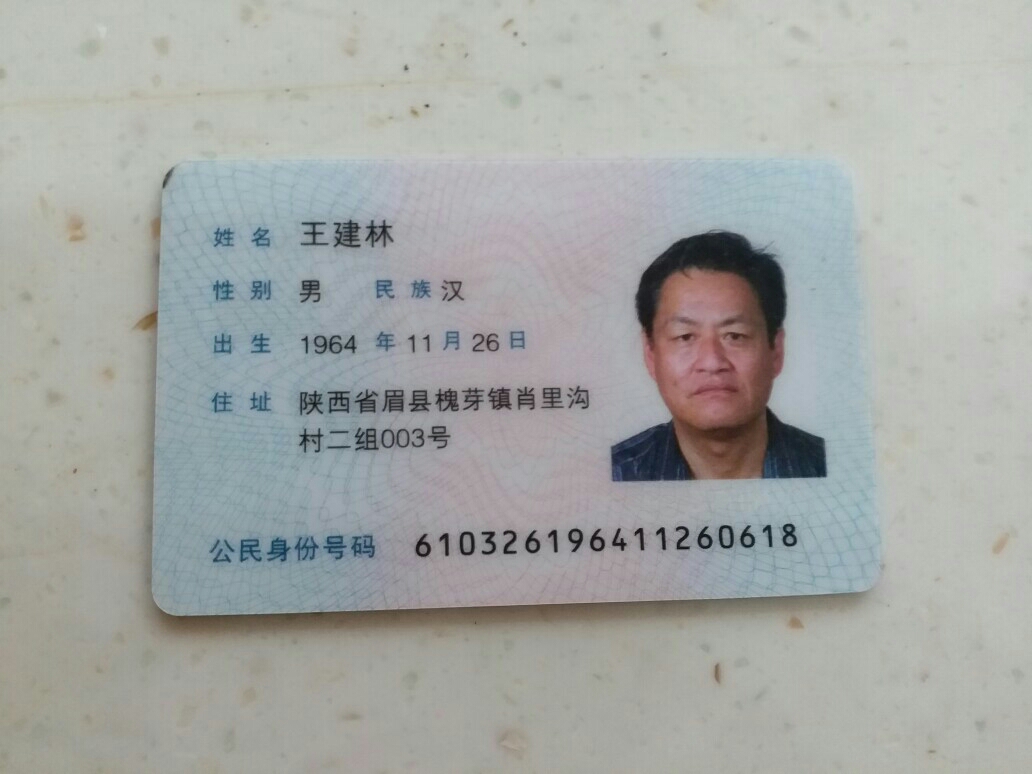 姓名 王建林
性别 男 民族 汉
出生 1964 年 11 月 26 日
住址 陕西省眉县槐芽镇肖里沟
村二组003号
公民身份号码 610326196411260618